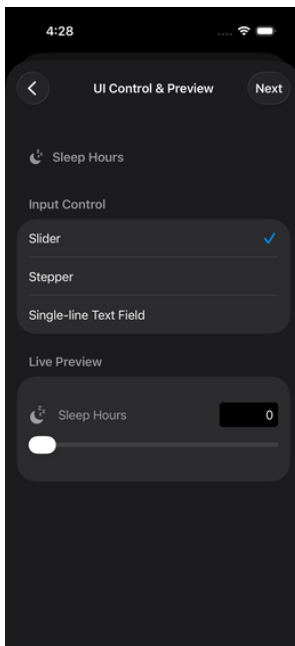 4:28
UI Control & Preview
Next
Sleep Hours
Input Control
Slider
Stepper
Single-line Text Field
Live Preview
Sleep Hours
0